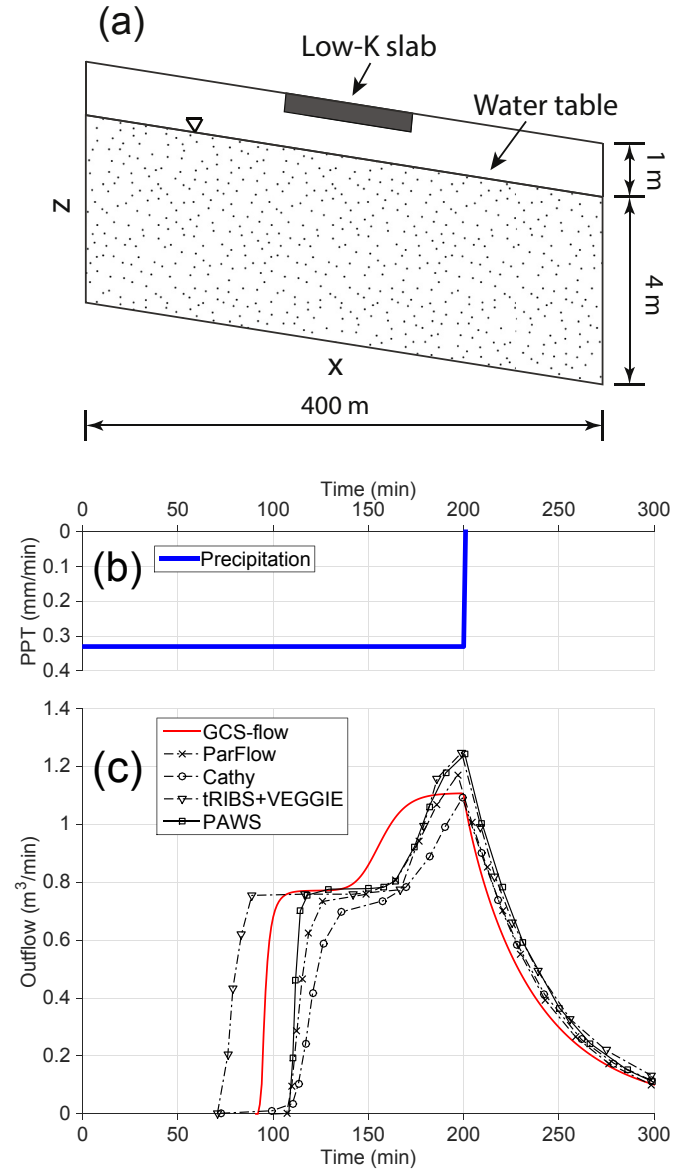 (a)
Low-K slab
Water table
1 m
z
4 m
x
400 m
Time (min)
0 50 100 150 200 250 300
PPT (mm/min)
0
0.1
0.2
0.3
0.4
(b)
Precipitation
1.4
1.2
1
0.8
0.6
0.4
0.2
0
Outflow (m³/min)
(c)
GCS-flow
ParFlow
Cathy
tRIBS+VEGGIE
PAWS
0 50 100 150 200 250 300
Time (min)